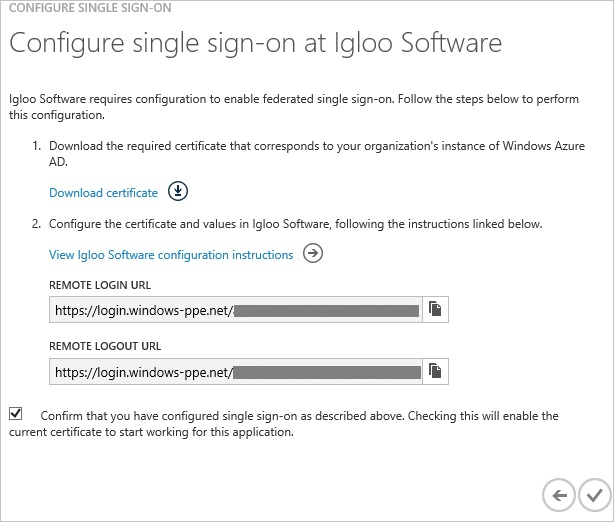 CONFIGURE SINGLE SIGN-ON
Configure single sign-on at Igloo Software
Igloo Software requires configuration to enable federated single sign-on. Follow the steps below to perform
this configuration.
1. Download the required certificate that corresponds to your organization's instance of Windows Azure
AD.
Download certificate
2. Configure the certificate and values in Igloo Software, following the instructions linked below.
View Igloo Software configuration instructions
REMOTE LOGIN URL
https://login.windows-ppe.net/
REMOTE LOGOUT URL
https://login.windows-ppe.net/
Confirm that you have configured single sign-on as described above. Checking this will enable the
current certificate to start working for this application.